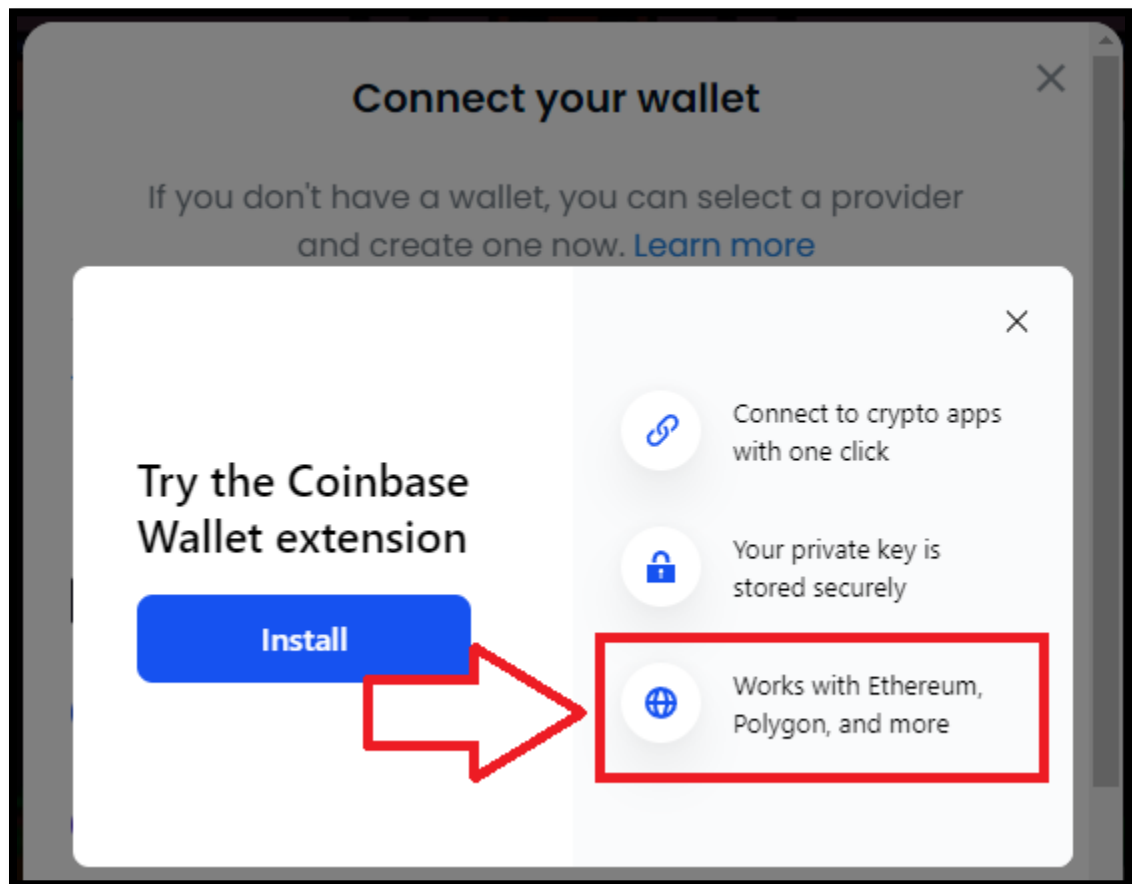 Connect your wallet
If you don't have a wallet, you can select a provider
and create one now. Learn more
Try the Coinbase
Wallet extension
Install
Connect to crypto apps
with one click
Your private key is
stored securely
Works with Ethereum,
Polygon, and more